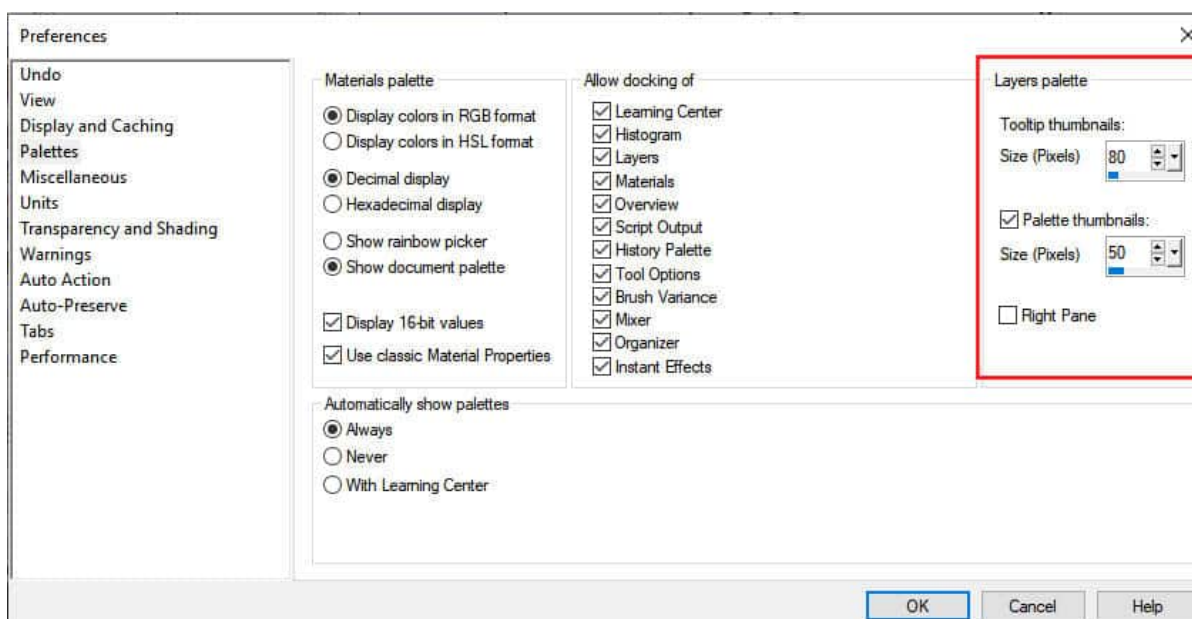 Preferences
Undo
View
Display and Caching
Palettes
Miscellaneous
Units
Transparency and Shading
Warnings
Auto Action
Auto-Preserve
Tabs
Performance
Materials palette
Display colors in RGB format
Display colors in HSL format
Decimal display
Hexadecimal display
Show rainbow picker
Show document palette
Display 16-bit values
Use classic Material Properties
Allow docking of
Learning Center
Histogram
Layers
Materials
Overview
Script Output
History Palette
Tool Options
Brush Variance
Mixer
Organizer
Instant Effects
Layers palette
Tooltip thumbnails:
Size (Pixels) 80
Palette thumbnails:
Size (Pixels) 50
Right Pane
Automatically show palettes
Always
Never
With Learning Center
OK Cancel Help